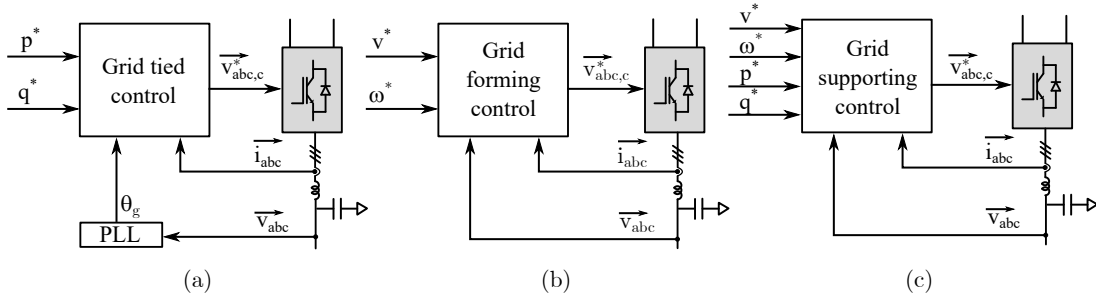 p*
q*
Grid tied
control
v*abc,c
iabc
θg
PLL
vabc
(a)
v*
ω*
Grid
forming
control
v*abc,c
iabc
vabc
(b)
v*
ω*
p*
q*
Grid
supporting
control
v*abc,c
iabc
vabc
(c)